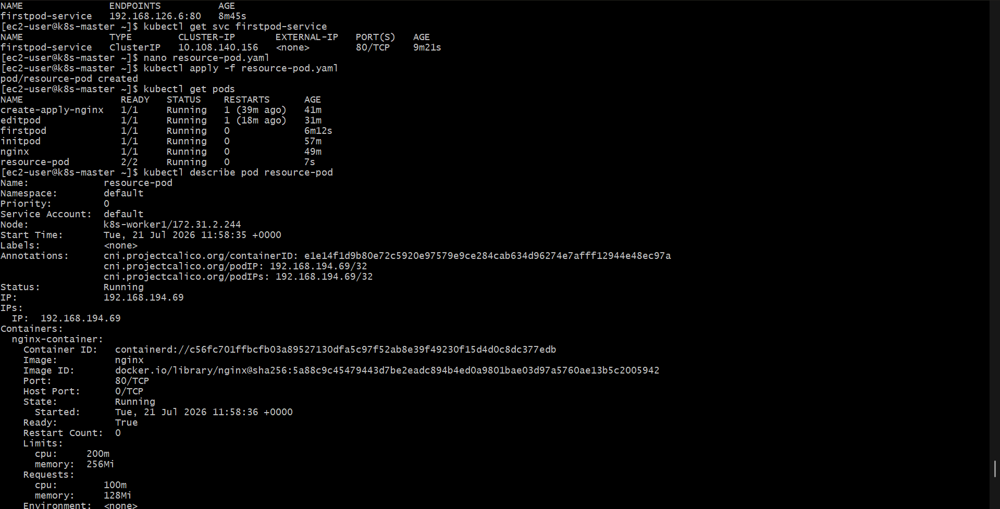 NAME               ENDPOINTS          AGE
firstpod-service   192.168.126.6:80   8m45s
[ec2-user@k8s-master ~]$ kubectl get svc firstpod-service
NAME               TYPE        CLUSTER-IP       EXTERNAL-IP   PORT(S)   AGE
firstpod-service   ClusterIP   10.108.140.156   <none>        80/TCP    9m21s
[ec2-user@k8s-master ~]$ nano resource-pod.yaml
[ec2-user@k8s-master ~]$ kubectl apply -f resource-pod.yaml
pod/resource-pod created
[ec2-user@k8s-master ~]$ kubectl get pods
NAME                 READY   STATUS    RESTARTS      AGE
create-apply-nginx   1/1     Running   1 (39m ago)   41m
editpod              1/1     Running   1 (18m ago)   31m
firstpod             1/1     Running   0             6m12s
initpod              1/1     Running   0             57m
nginx                1/1     Running   0             49m
resource-pod         2/2     Running   0             7s
[ec2-user@k8s-master ~]$ kubectl describe pod resource-pod
Name:             resource-pod
Namespace:        default
Priority:         0
Service Account:  default
Node:             k8s-worker1/172.31.2.244
Start Time:       Tue, 21 Jul 2026 11:58:35 +0000
Labels:           <none>
Annotations:      cni.projectcalico.org/containerID: e1e14f1d9b80e72c5920e97579e9ce284cab634d96274e7afff12944e48ec97a
                  cni.projectcalico.org/podIP: 192.168.194.69/32
                  cni.projectcalico.org/podIPs: 192.168.194.69/32
Status:           Running
IP:               192.168.194.69
IPs:
  IP:  192.168.194.69
Containers:
  nginx-container:
    Container ID:   containerd://c56fc701ffbcfb03a89527130dfa5c97f52ab8e39f49230f15d4d0c8dc377edb
    Image:          nginx
    Image ID:       docker.io/library/nginx@sha256:5a88c9c45479443d7be2eadc894b4ed0a9801bae03d97a5760ae13b5c2005942
    Port:           80/TCP
    Host Port:      0/TCP
    State:          Running
      Started:      Tue, 21 Jul 2026 11:58:36 +0000
    Ready:          True
    Restart Count:  0
    Limits:
      cpu:     200m
      memory:  256Mi
    Requests:
      cpu:        100m
      memory:     128Mi
    Environment:  <none>